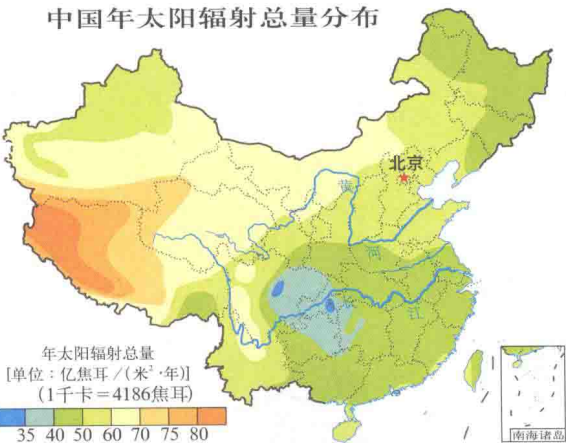 中国年太阳辐射总量分布
北京
黄
河
江
年太阳辐射总量
[单位:亿焦耳/(米²·年)]
(1千卡=4186焦耳)
35 40 50 60 70 75 80
南海诸岛